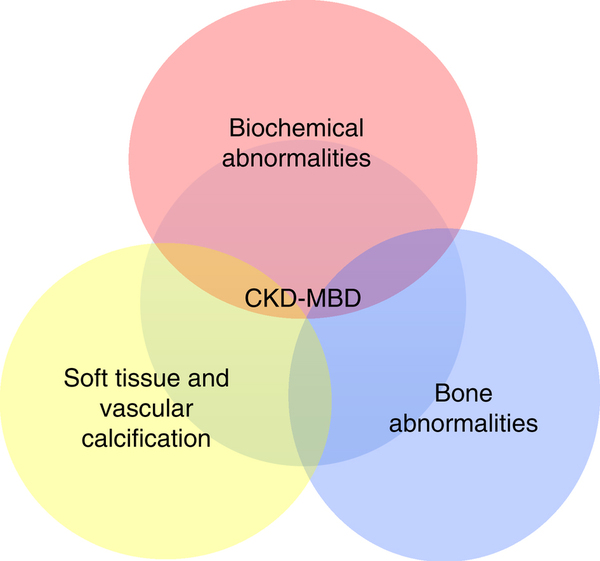 Biochemical
abnormalities
CKD-MBD
Soft tissue and
vascular
calcification
Bone
abnormalities